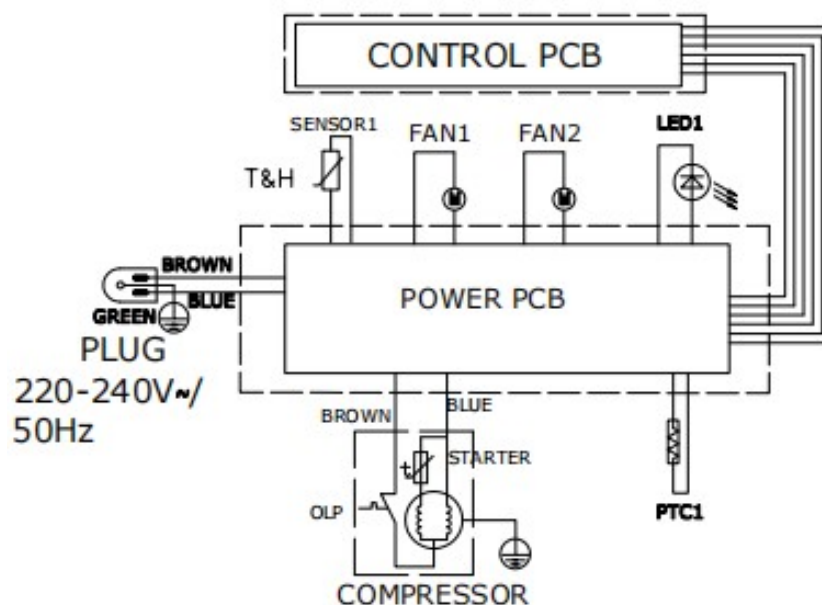 CONTROL PCB
SENSOR1
FAN1
FAN2
LED1
T&H
M
M
BROWN
BLUE
GREEN
POWER PCB
PLUG
220-240V~/
50Hz
BROWN
BLUE
t
STARTER
OLP
PTC1
COMPRESSOR